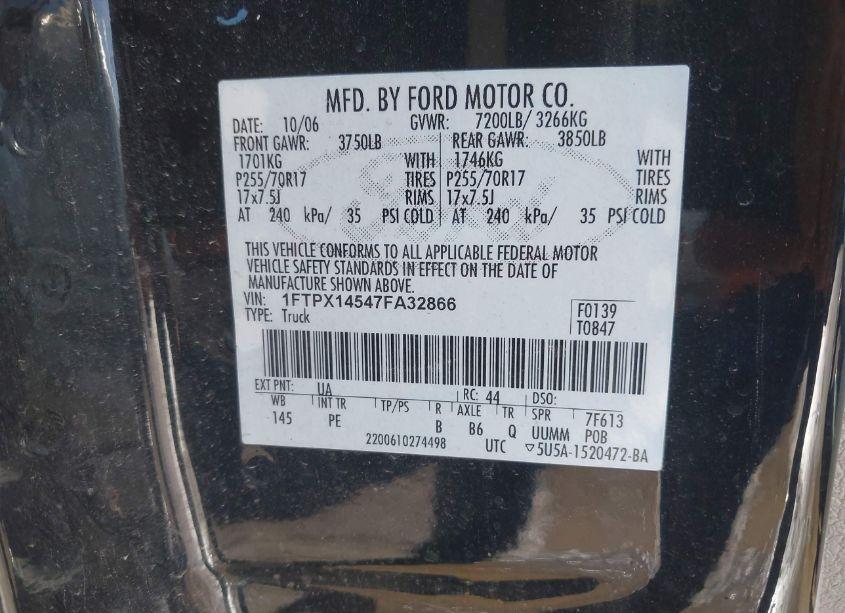 MFD. BY FORD MOTOR CO.
DATE: 10/06 GVWR: 7200LB/ 3266KG
FRONT GAWR: 3750LB REAR GAWR: 3850LB
1701KG WITH 1746KG WITH
P255/70R17 TIRES P255/70R17 TIRES
17x7.5J RIMS 17x7.5J RIMS
AT 240 kPa/ 35 PSI COLD AT 240 kPa/ 35 PSI COLD
THIS VEHICLE CONFORMS TO ALL APPLICABLE FEDERAL MOTOR
VEHICLE SAFETY STANDARDS IN EFFECT ON THE DATE OF
MANUFACTURE SHOWN ABOVE.
VIN: 1FTPX14547FA32866 F0139
TYPE: Truck T0847
EXT PNT: UA RC: 44 DSO:
WB INT TR TP/PS R AXLE TR SPR 7F613
145 PE B B6 Q UUMM POB
2200610274498 UTC ▽5U5A-1520472-BA